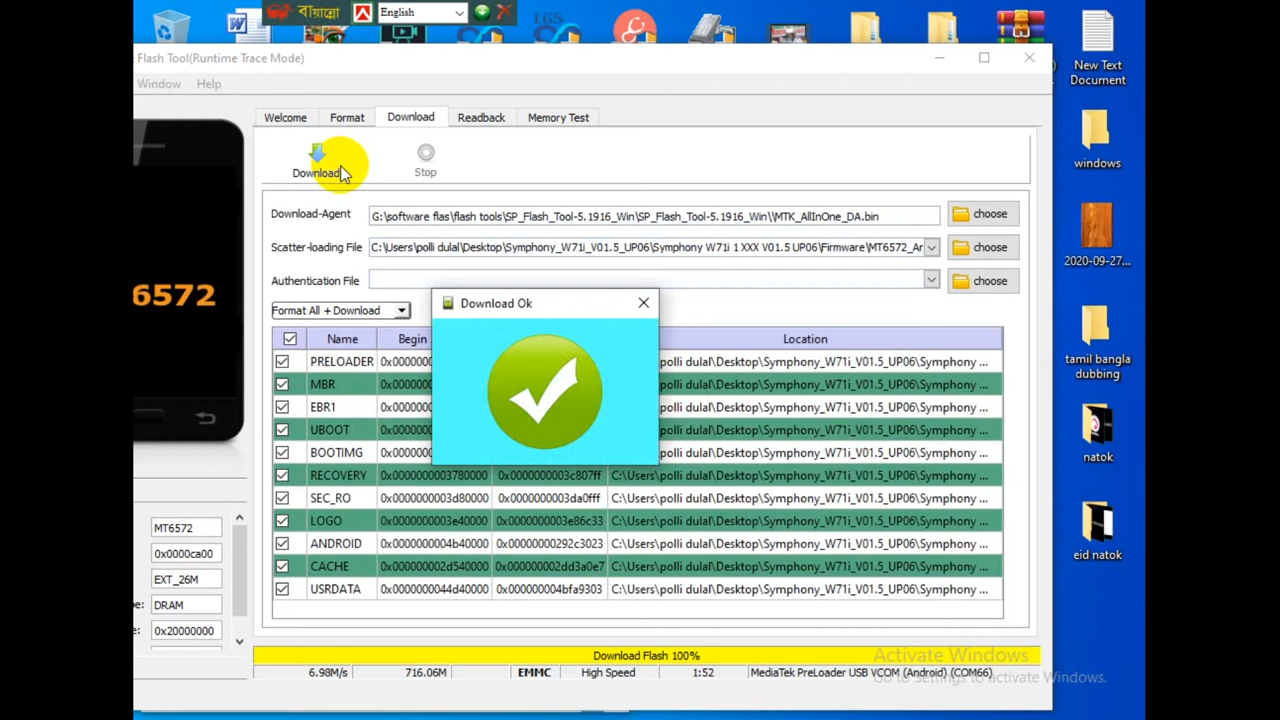 বাঁয়ান্নো
English
LGS
Flash Tool(Runtime Trace Mode)
Window Help
New Text
Document
Welcome Format Download Readback Memory Test
Download Stop
windows
Download-Agent G:\software flas\flash tools\SP_Flash_Tool-5.1916_Win\SP_Flash_Tool-5.1916_Win\\MTK_AllInOne_DA.bin choose
Scatter-loading File C:\Users\polli dulal\Desktop\Symphony_W71i_V01.5_UP06\Symphony W71i 1 XXX V01.5 UP06\Firmware\MT6572_Ar choose
2020-09-27...
Authentication File choose
6572
Format All + Download
Download Ok
Name Begin Location
PRELOADER 0x0000000 polli dulal\Desktop\Symphony_W71i_V01.5_UP06\Symphony ...
tamil bangla
dubbing
MBR 0x0000000 polli dulal\Desktop\Symphony_W71i_V01.5_UP06\Symphony ...
EBR1 0x0000000 polli dulal\Desktop\Symphony_W71i_V01.5_UP06\Symphony ...
UBOOT 0x0000000 polli dulal\Desktop\Symphony_W71i_V01.5_UP06\Symphony ...
BOOTIMG 0x0000000 polli dulal\Desktop\Symphony_W71i_V01.5_UP06\Symphony ...
natok
RECOVERY 0x0000000003780000 0x0000000003c807ff C:\Users\polli dulal\Desktop\Symphony_W71i_V01.5_UP06\Symphony ...
SEC_RO 0x0000000003d80000 0x0000000003da0fff C:\Users\polli dulal\Desktop\Symphony_W71i_V01.5_UP06\Symphony ...
LOGO 0x0000000003e40000 0x0000000003e86c33 C:\Users\polli dulal\Desktop\Symphony_W71i_V01.5_UP06\Symphony ...
MT6572
ANDROID 0x0000000004b40000 0x00000000292c3023 C:\Users\polli dulal\Desktop\Symphony_W71i_V01.5_UP06\Symphony ...
0x0000ca00
eid natok
CACHE 0x000000002d540000 0x000000002dd3a0e7 C:\Users\polli dulal\Desktop\Symphony_W71i_V01.5_UP06\Symphony ...
EXT_26M
USRDATA 0x0000000044d40000 0x000000004bfa9303 C:\Users\polli dulal\Desktop\Symphony_W71i_V01.5_UP06\Symphony ...
DRAM
0x20000000
Download Flash 100%
Activate Windows
6.98M/s 716.06M EMMC High Speed 1:52 MediaTek PreLoader USB VCOM (Android) (COM66)
Go to Settings to activate Windows.